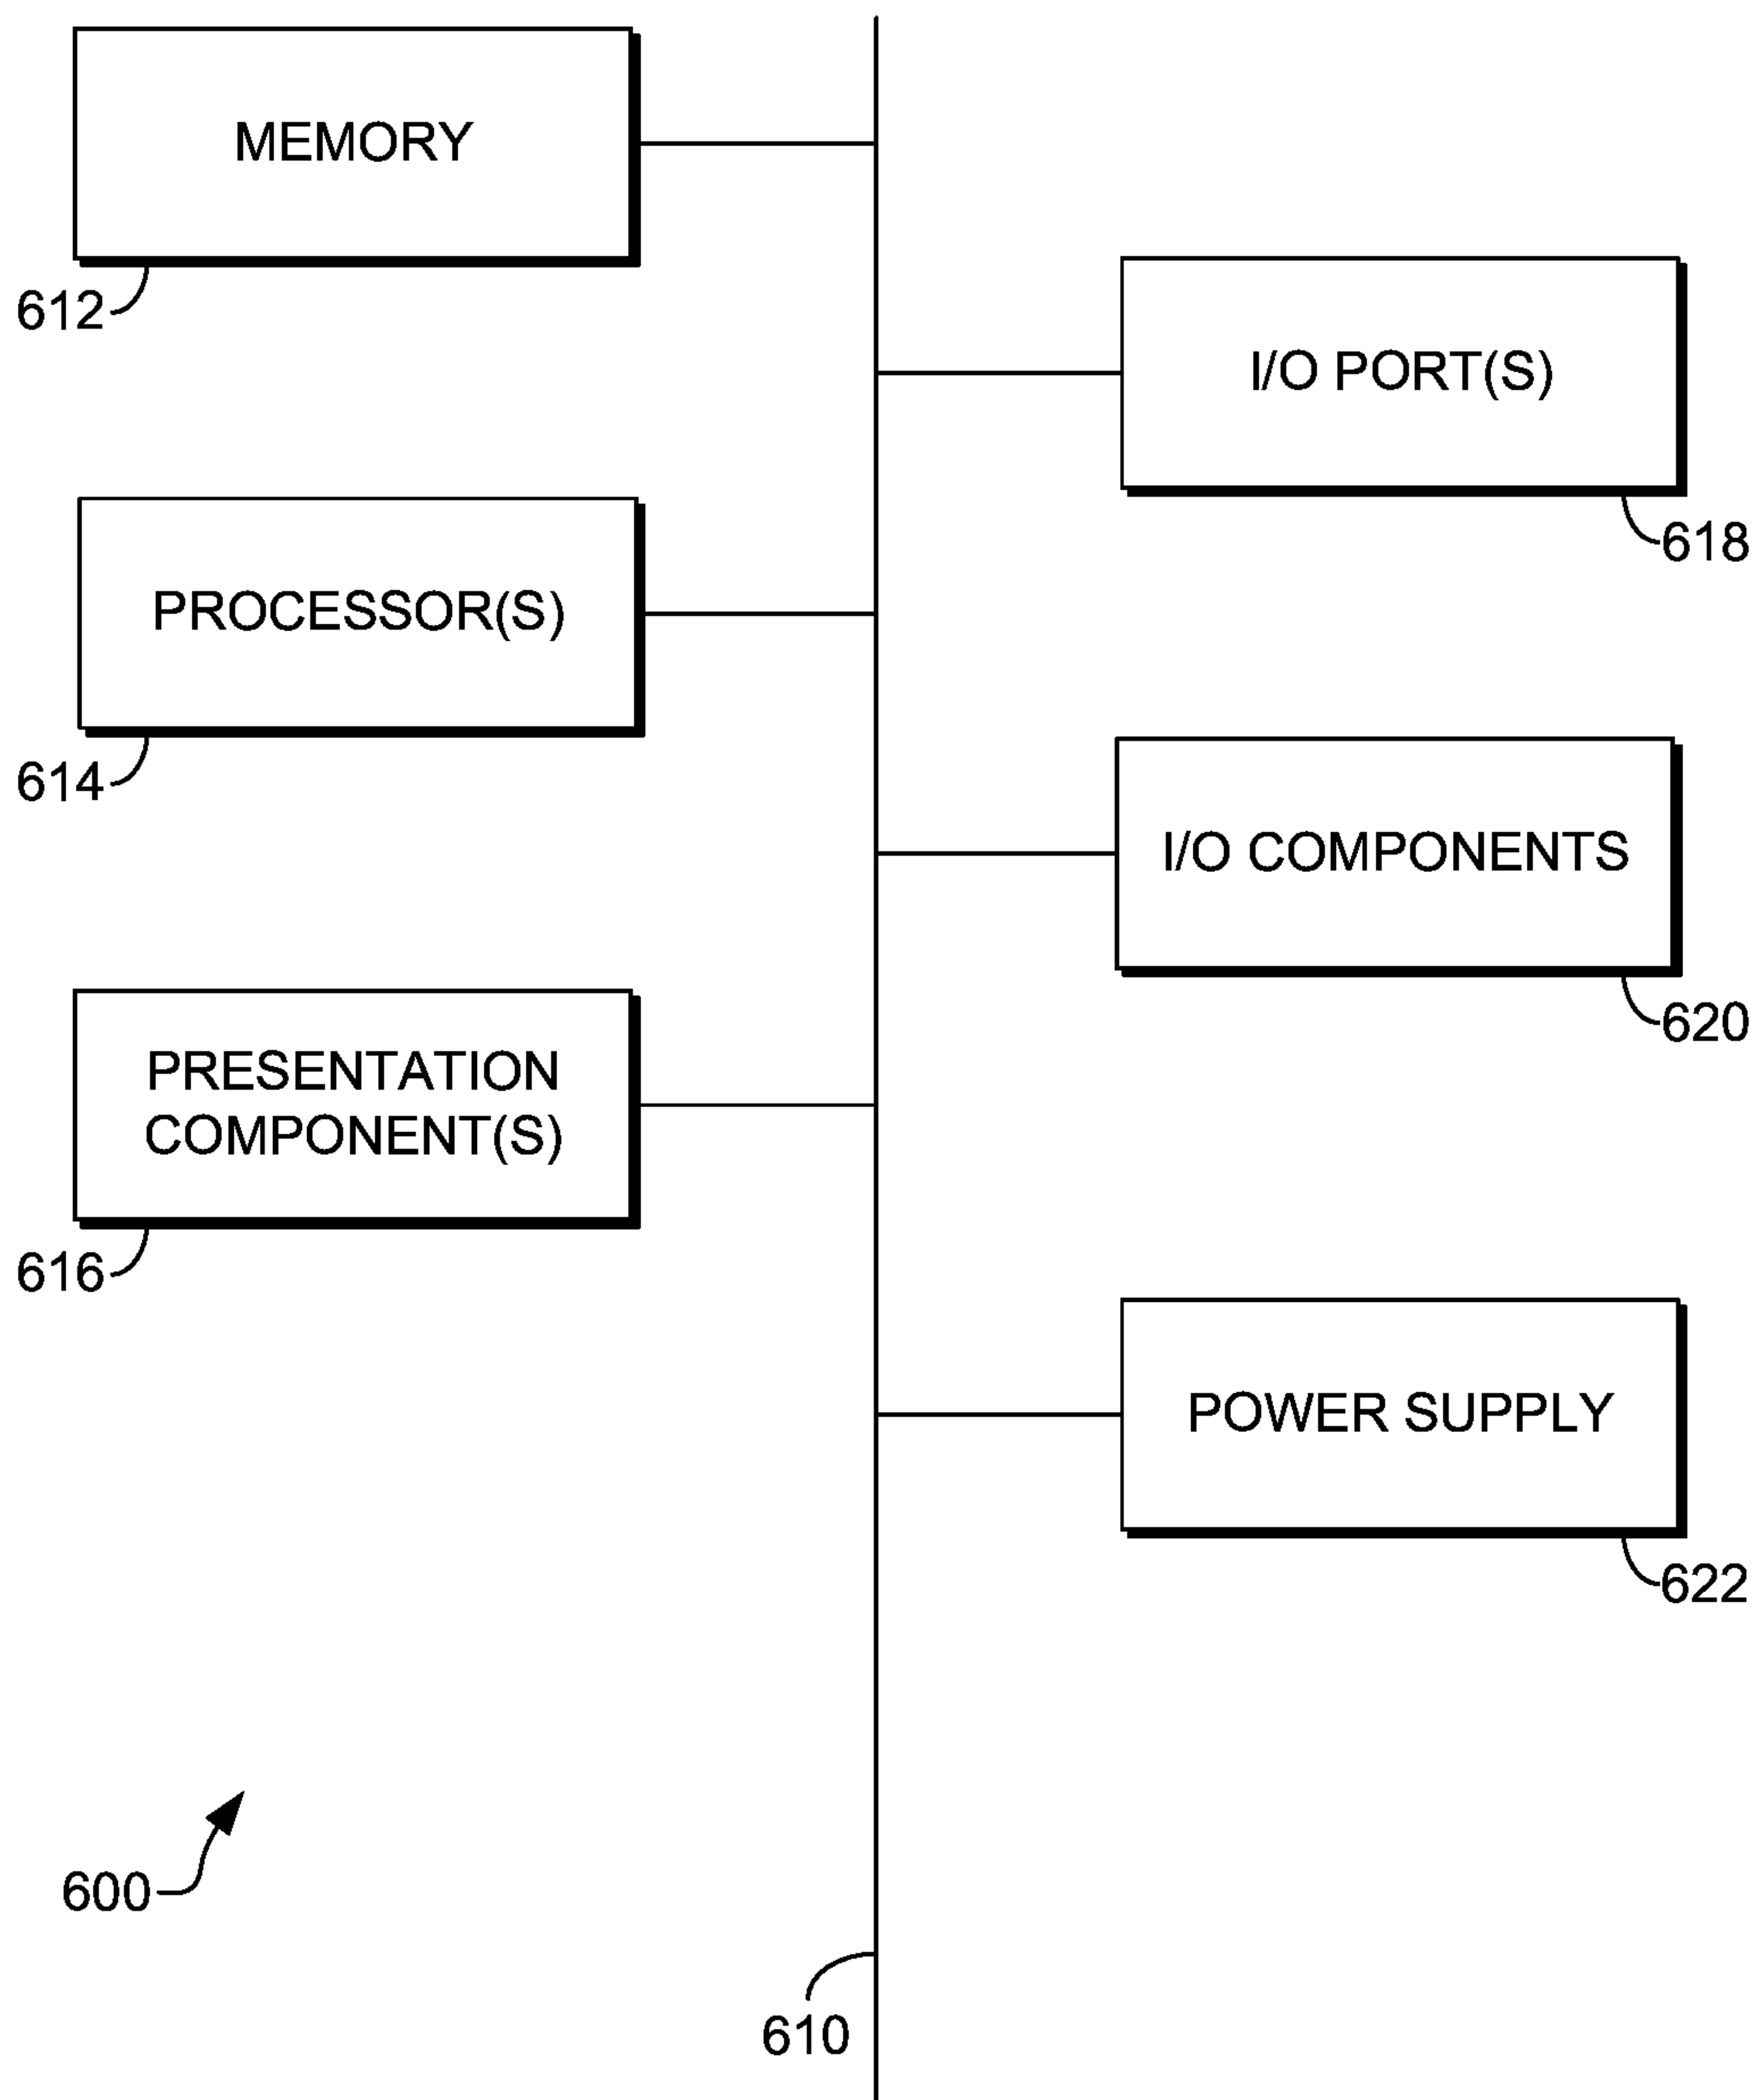 MEMORY
612
I/O PORT(S)
618
PROCESSOR(S)
614
I/O COMPONENTS
620
PRESENTATION
COMPONENT(S)
616
POWER SUPPLY
622
600
610